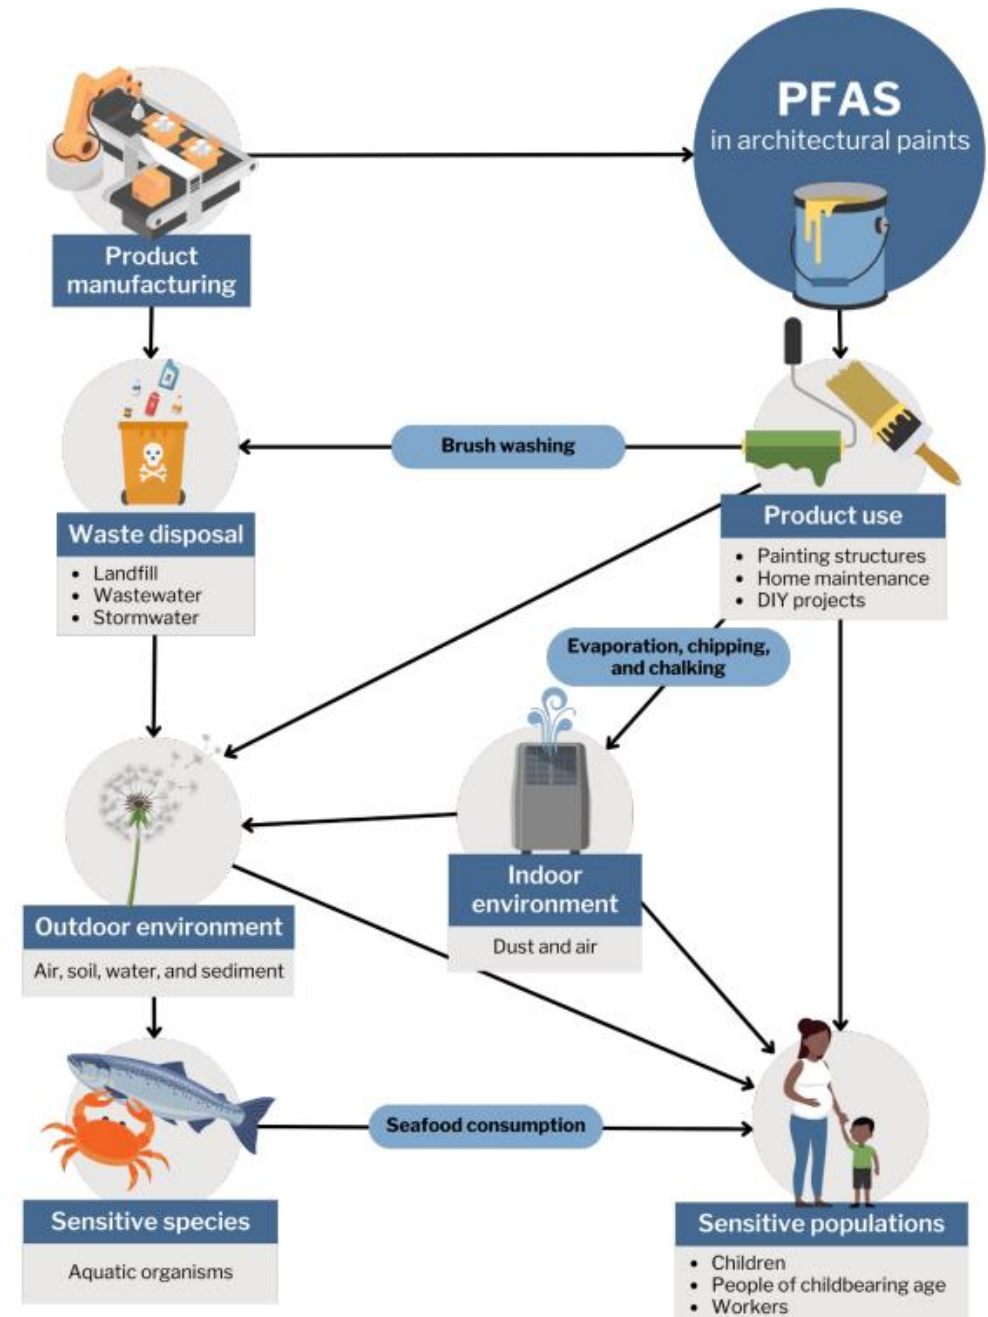 PFAS
in architectural paints
Product
manufacturing
Brush washing
Waste disposal
• Landfill
• Wastewater
• Stormwater
Product use
• Painting structures
• Home maintenance
• DIY projects
Evaporation, chipping,
and chalking
Indoor
environment
Dust and air
Outdoor environment
Air, soil, water, and sediment
Seafood consumption
Sensitive species
Aquatic organisms
Sensitive populations
• Children
• People of childbearing age
• Workers